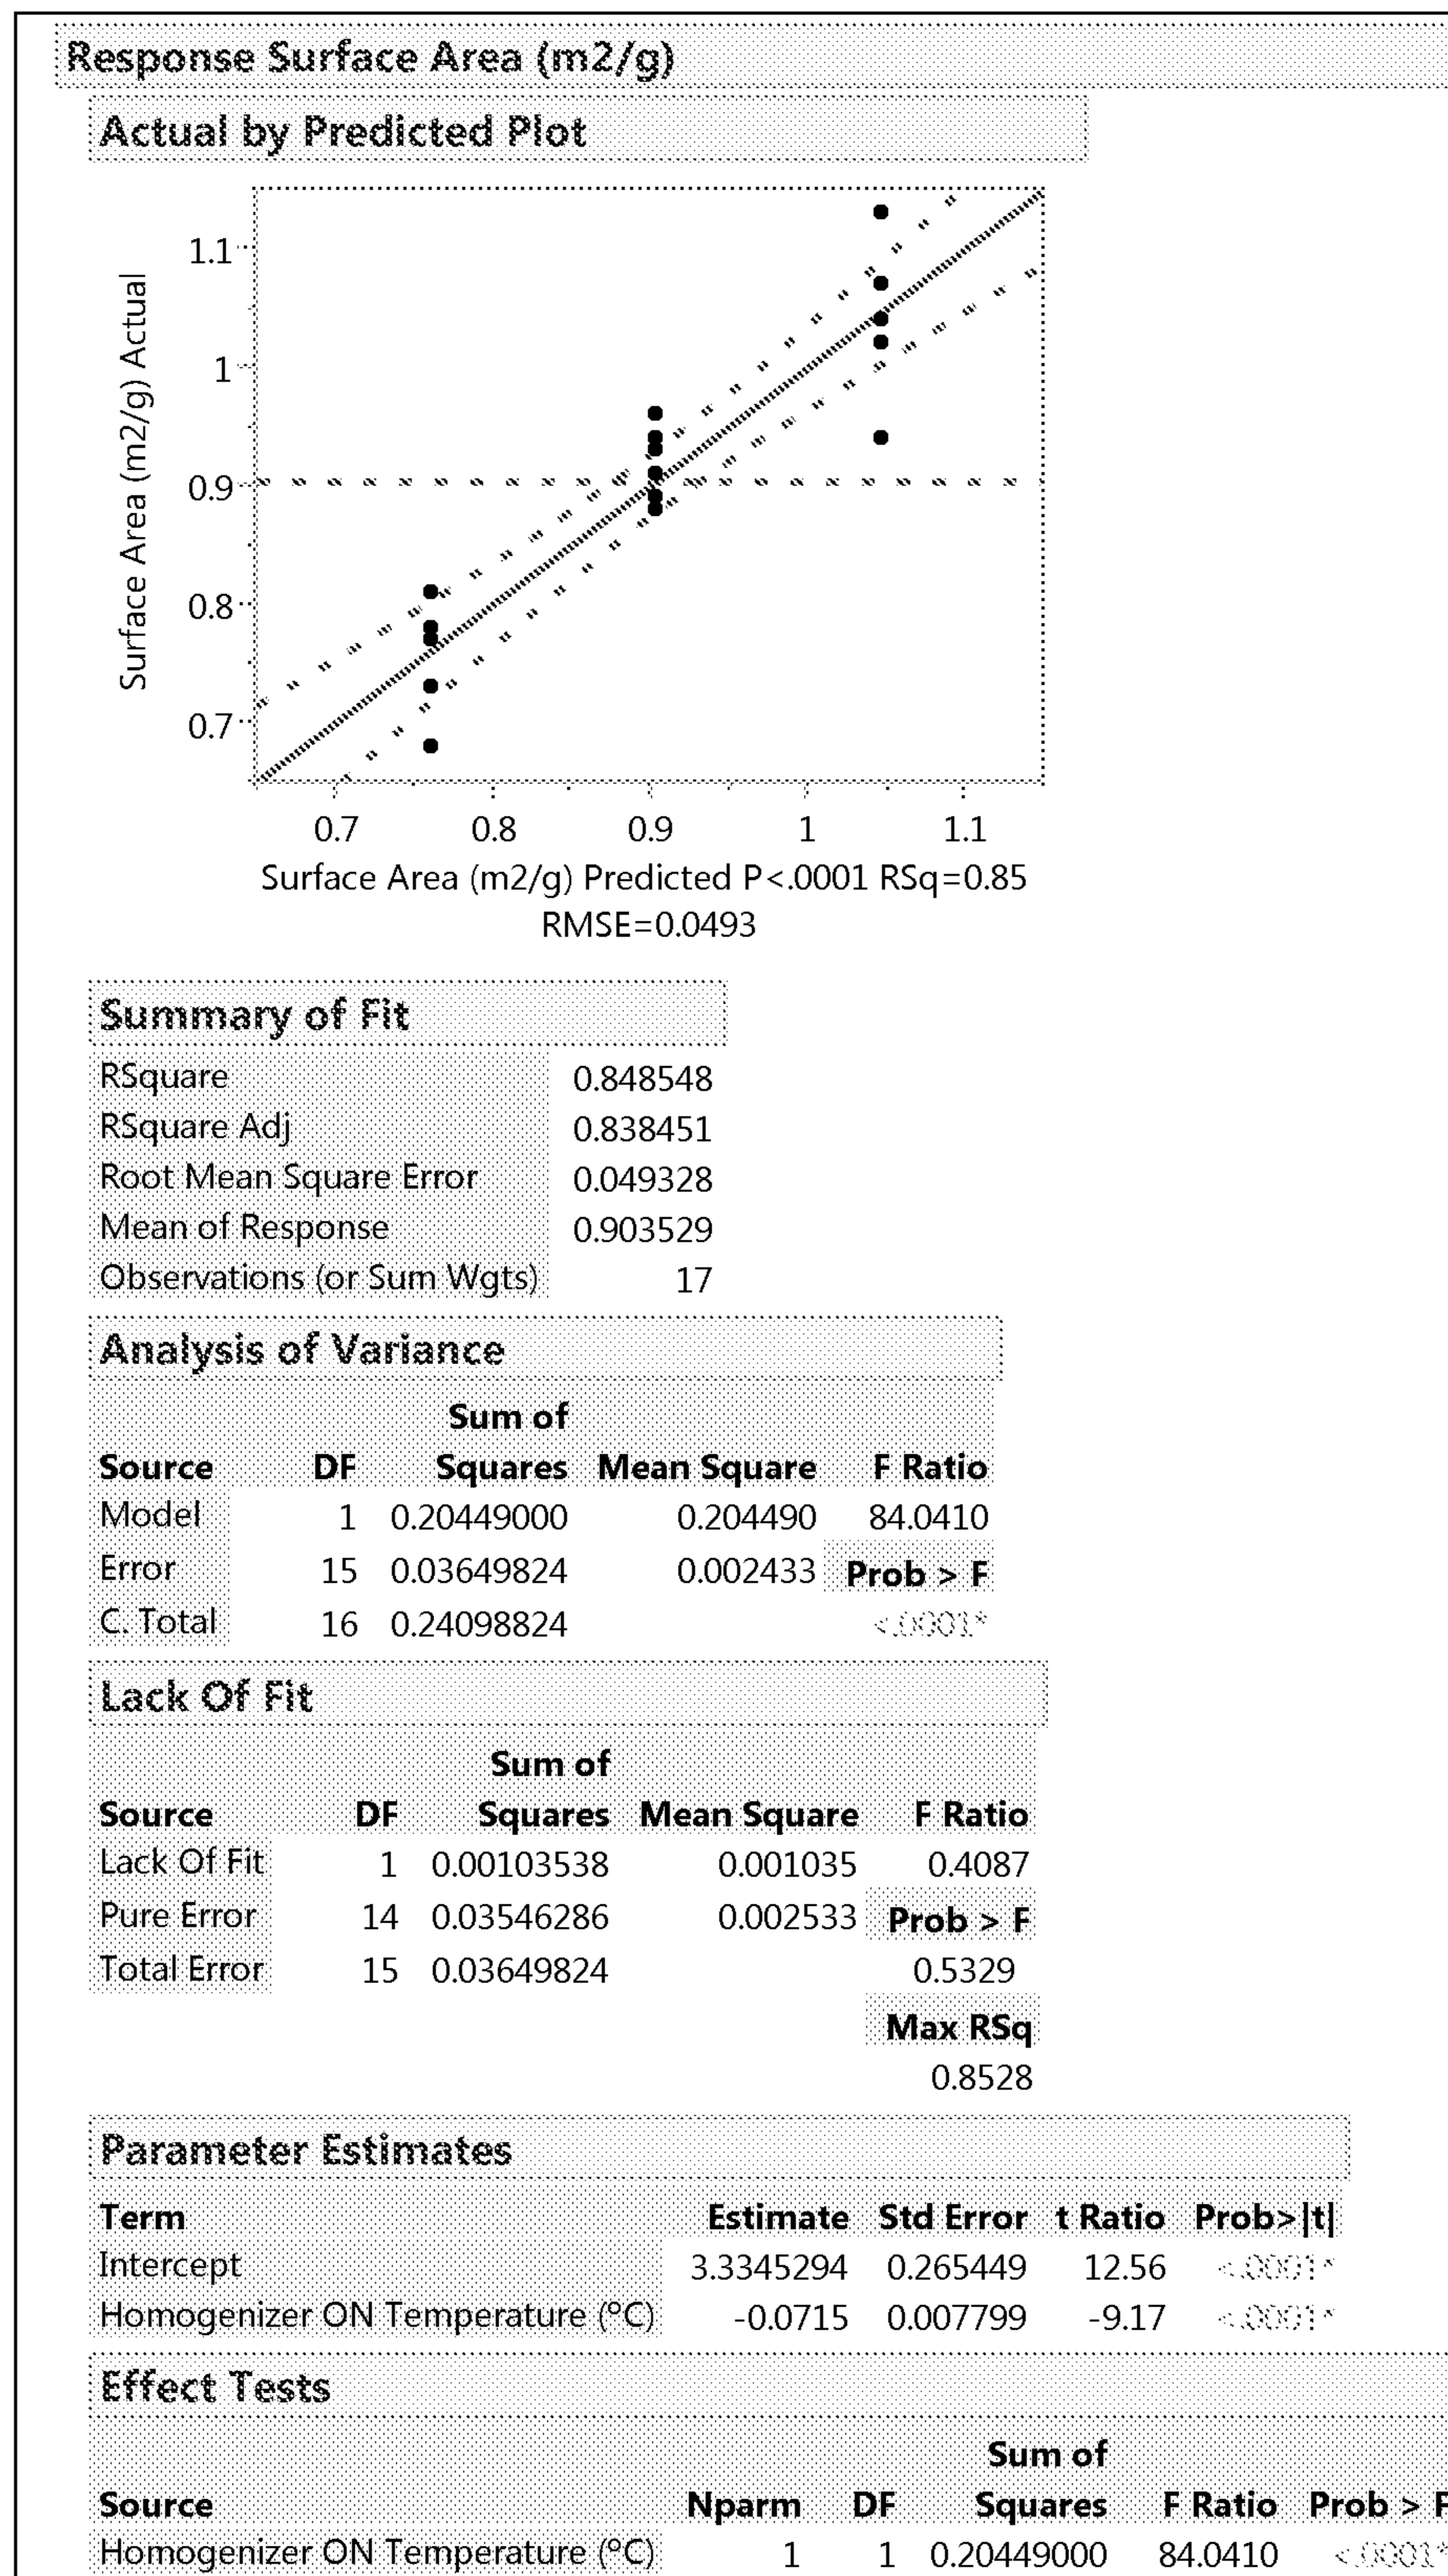 Response Surface Area (m2/g)
Actual by Predicted Plot
Surface Area (m2/g) Actual
1.1
1
0.9
0.8
0.7
0.7 0.8 0.9 1 1.1
Surface Area (m2/g) Predicted P<.0001 RSq=0.85
RMSE=0.0493
Summary of Fit
RSquare 0.848548
RSquare Adj 0.838451
Root Mean Square Error 0.049328
Mean of Response 0.903529
Observations (or Sum Wgts) 17
Analysis of Variance
Sum of
Source DF Squares Mean Square F Ratio
Model 1 0.20449000 0.204490 84.0410
Error 15 0.03649824 0.002433 Prob > F
C. Total 16 0.24098824 <.0001*
Lack Of Fit
Sum of
Source DF Squares Mean Square F Ratio
Lack Of Fit 1 0.00103538 0.001035 0.4087
Pure Error 14 0.03546286 0.002533 Prob > F
Total Error 15 0.03649824 0.5329
Max RSq
0.8528
Parameter Estimates
Term Estimate Std Error t Ratio Prob>|t|
Intercept 3.3345294 0.265449 12.56 <.0001*
Homogenizer ON Temperature (°C) -0.0715 0.007799 -9.17 <.0001*
Effect Tests
Sum of
Source Nparm DF Squares F Ratio Prob > F
Homogenizer ON Temperature (°C) 1 1 0.20449000 84.0410 <.0001*